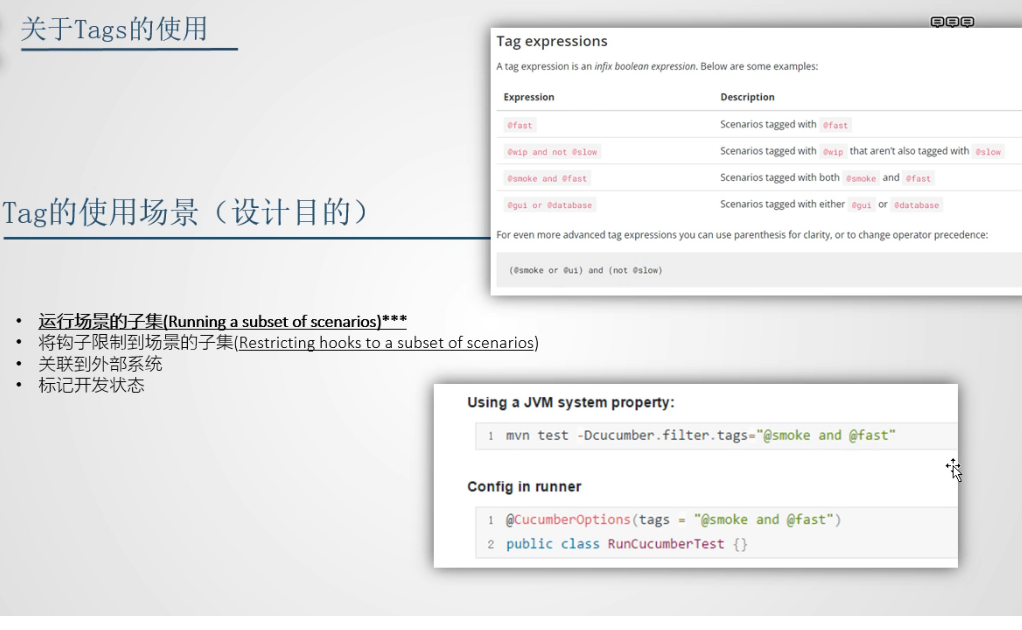 关于Tags的使用
Tag expressions
A tag expression is an infix boolean expression. Below are some examples:
Expression Description
@fast Scenarios tagged with @fast
@wip and not @slow Scenarios tagged with @wip that aren't also tagged with @slow
@smoke and @fast Scenarios tagged with both @smoke and @fast
@gui or @database Scenarios tagged with either @gui or @database
For even more advanced tag expressions you can use parenthesis for clarity, or to change operator precedence:
(@smoke or @ui) and (not @slow)
Tag的使用场景（设计目的）
• 运行场景的子集(Running a subset of scenarios)***
• 将钩子限制到场景的子集(Restricting hooks to a subset of scenarios)
• 关联到外部系统
• 标记开发状态
Using a JVM system property:
1 mvn test -Dcucumber.filter.tags="@smoke and @fast"
Config in runner
1 @CucumberOptions(tags = "@smoke and @fast")
2 public class RunCucumberTest {}